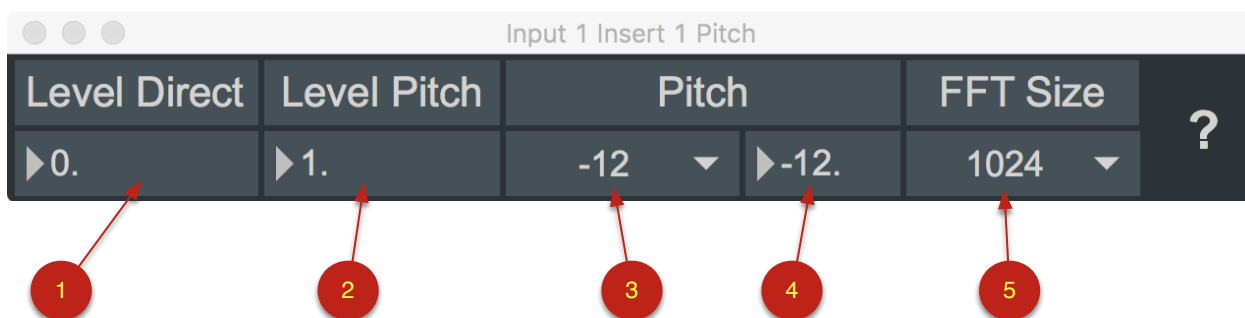 Input 1 Insert 1 Pitch
Level Direct Level Pitch Pitch FFT Size ?
0. 1. -12 -12. 1024
1 2 3 4 5